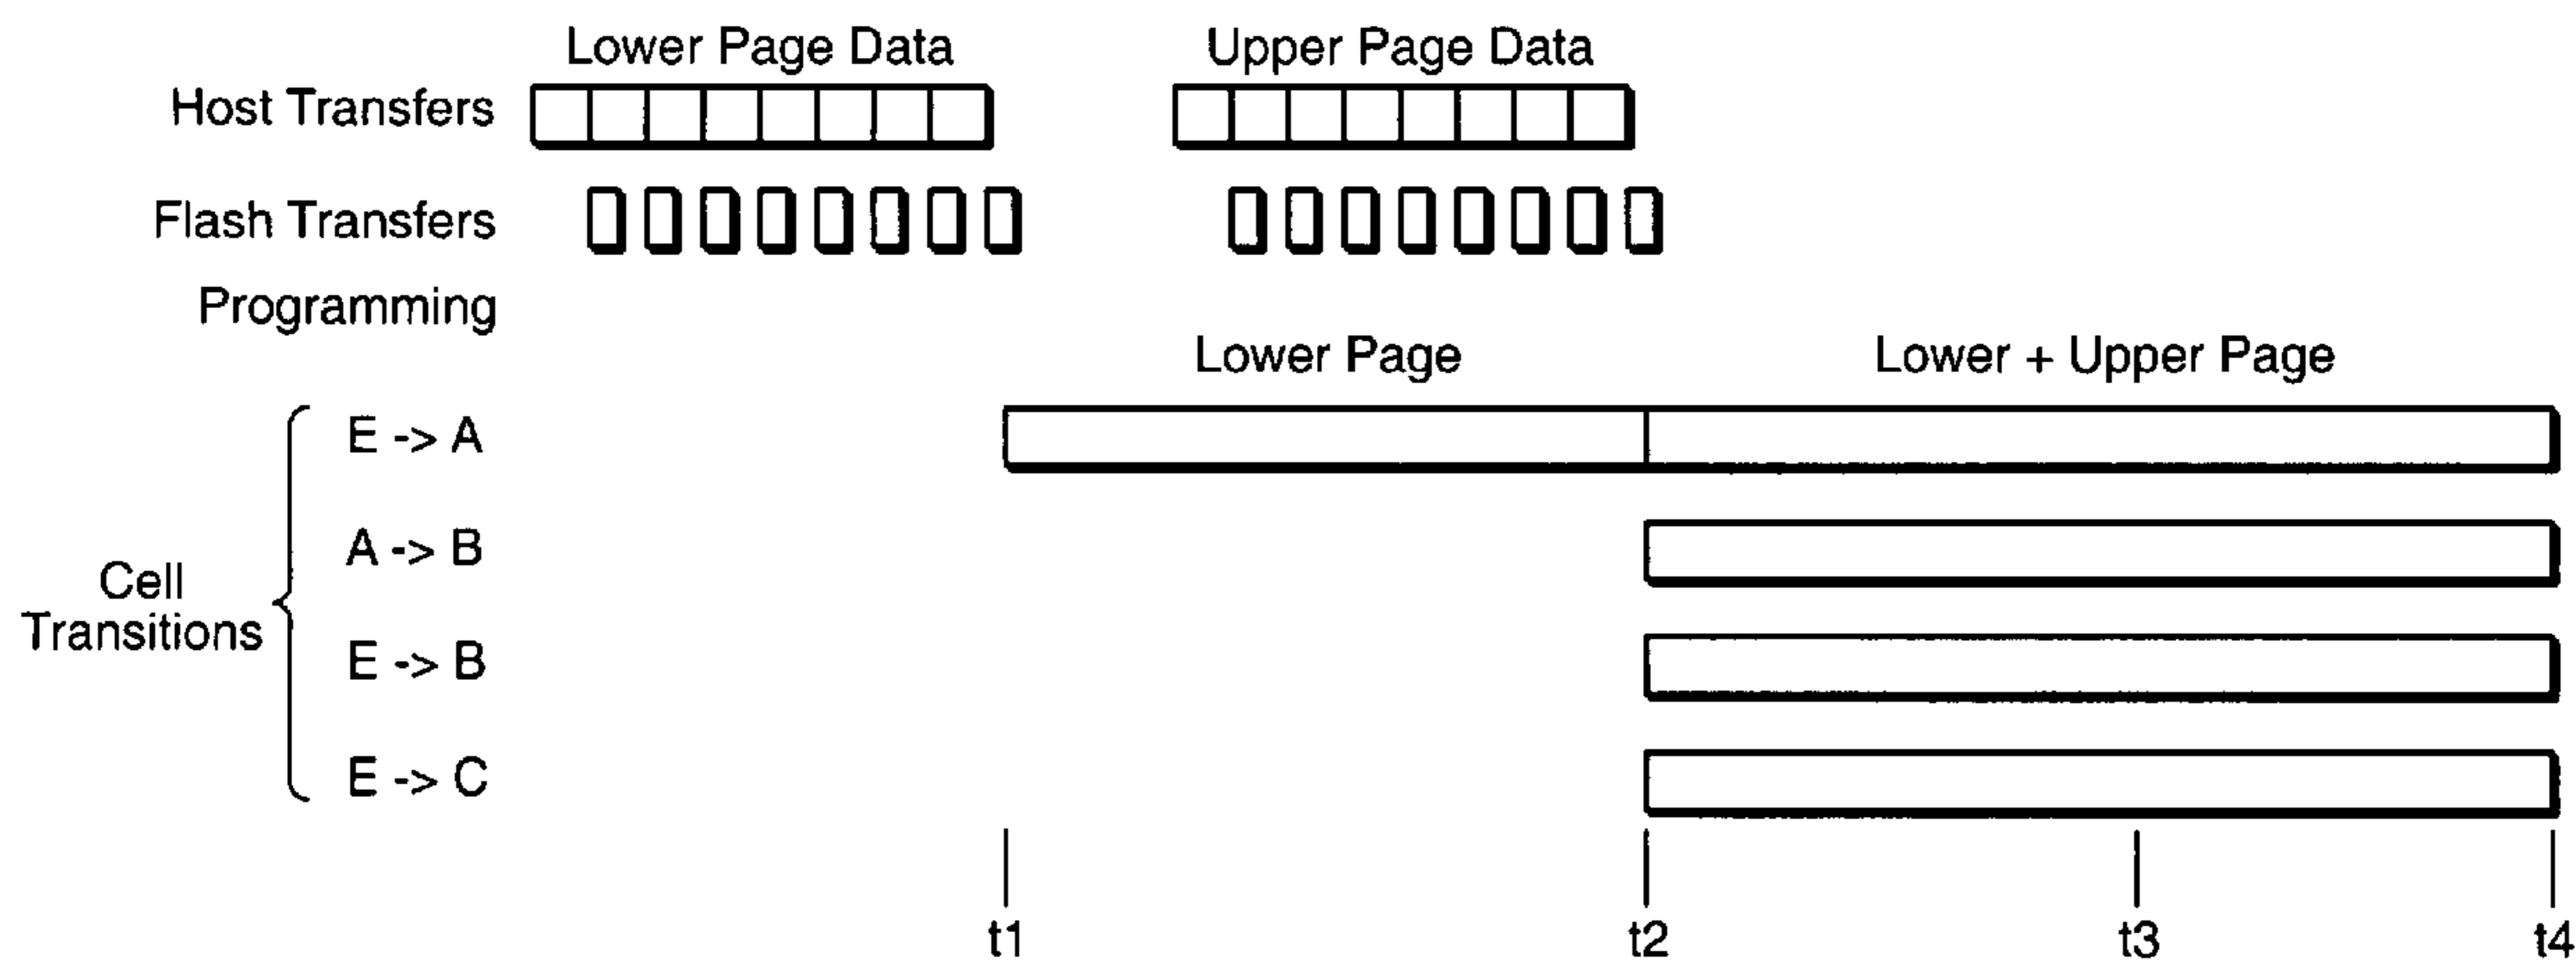 Lower Page Data
Upper Page Data
Host Transfers
Flash Transfers
Programming
Lower Page
Lower + Upper Page
E -> A
A -> B
Cell
Transitions
E -> B
E -> C
t1
t2
t3
t4